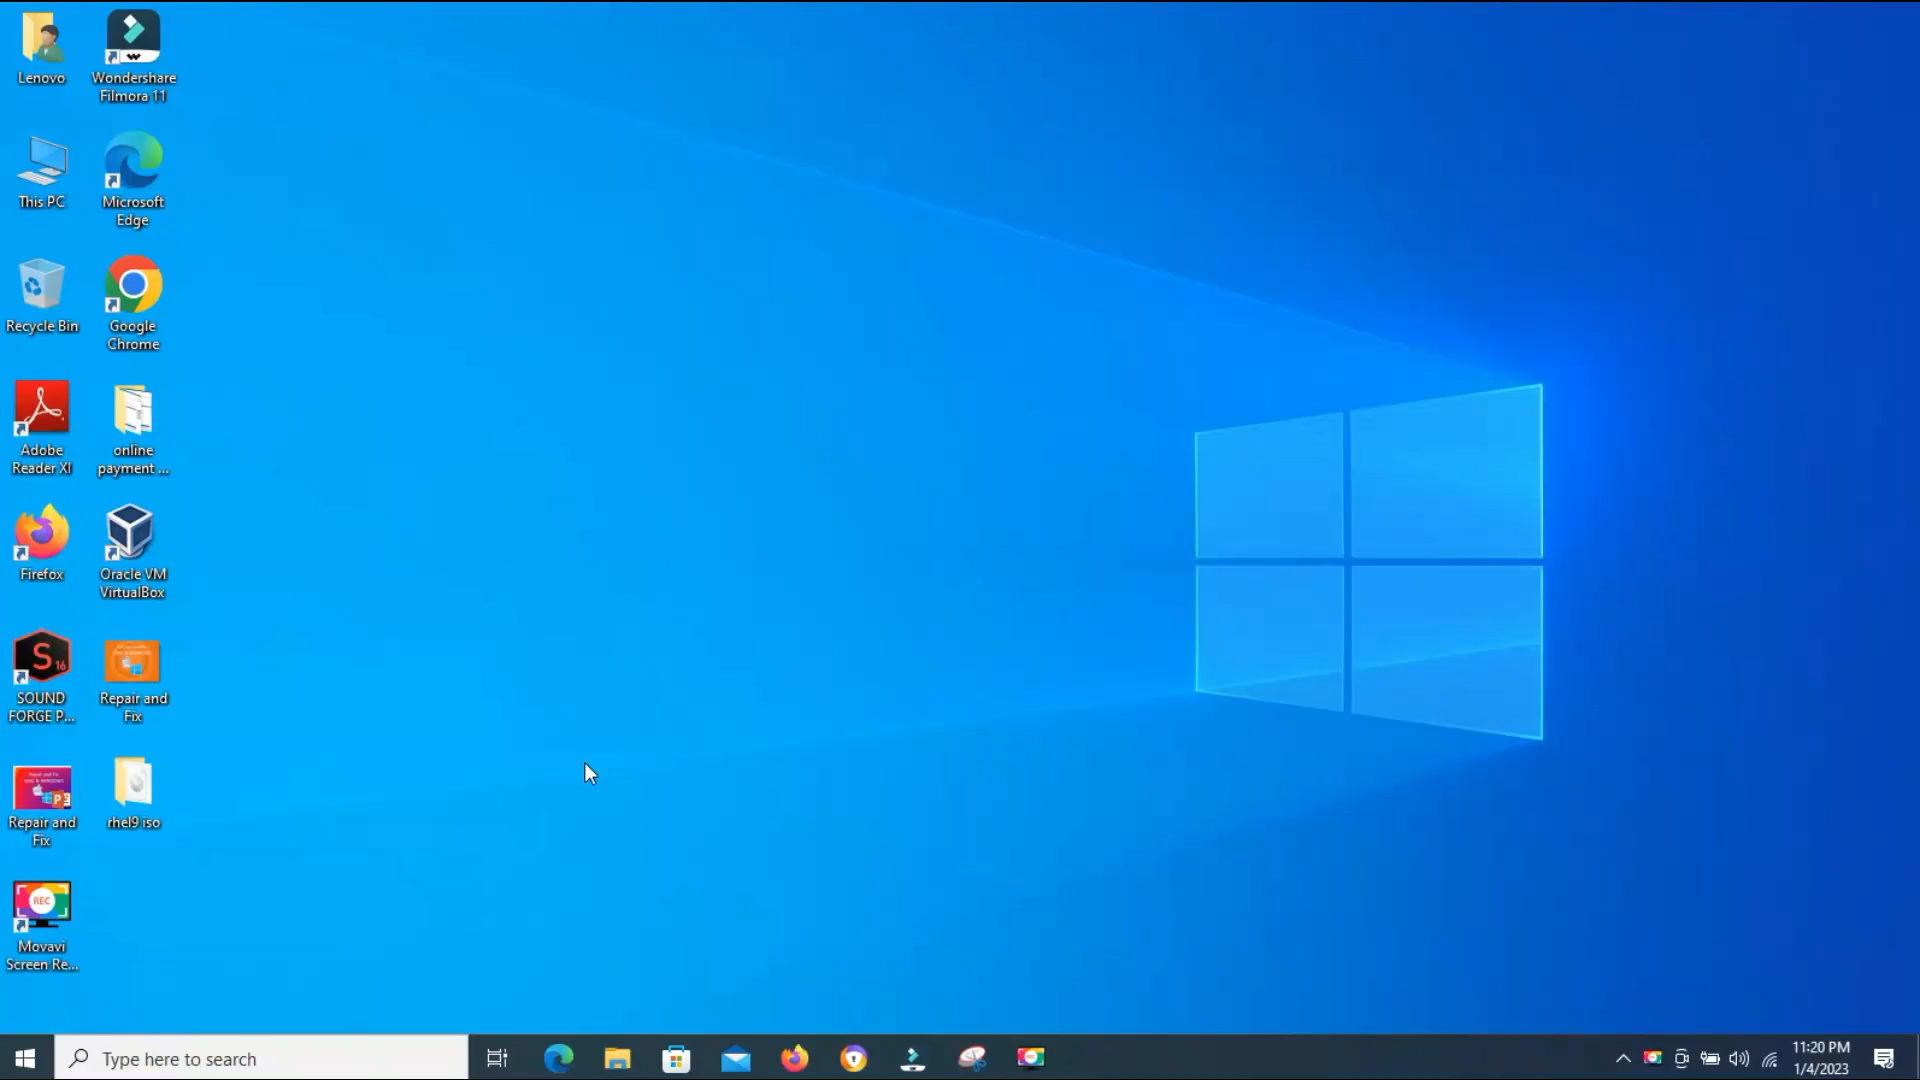 Lenovo
Wondershare
Filmora 11
This PC
Microsoft
Edge
Recycle Bin
Google
Chrome
Adobe
Reader XI
online
payment ...
Firefox
Oracle VM
VirtualBox
S 16
SOUND
FORGE P...
Repair and
Fix
Repair and
Fix
rhel9 iso
REC
Movavi
Screen Re...
Type here to search
11:20 PM
1/4/2023